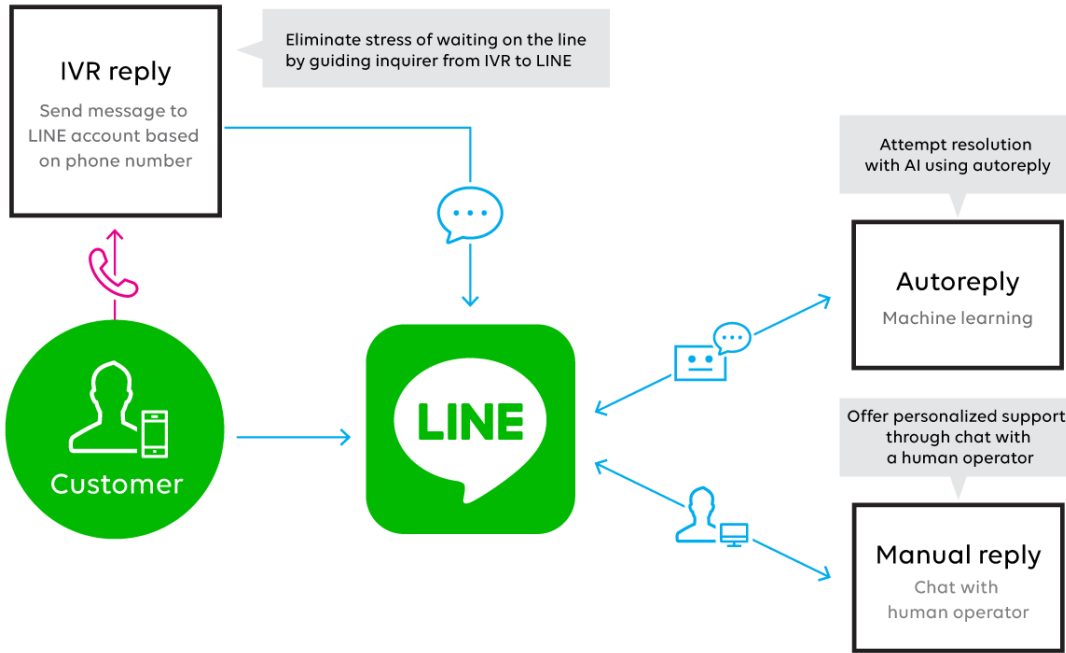 IVR reply
Send message to
LINE account based
on phone number
Eliminate stress of waiting on the line
by guiding inquirer from IVR to LINE
Attempt resolution
with AI using autoreply
Autoreply
Machine learning
Customer
LINE
Offer personalized support
through chat with
a human operator
Manual reply
Chat with
human operator